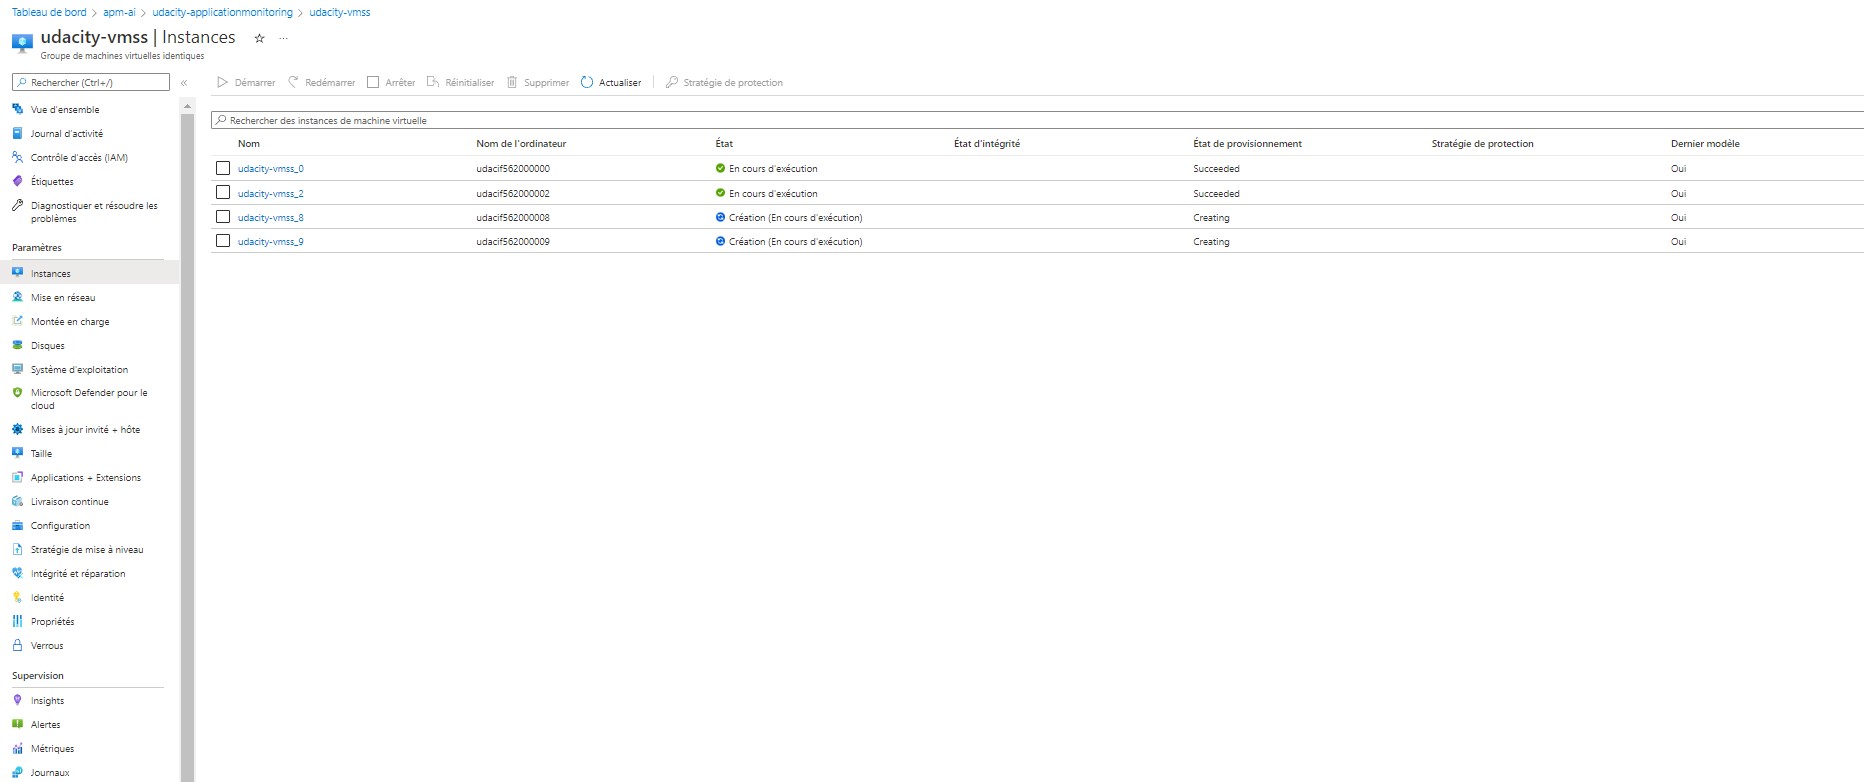 Tableau de bord > apm-ai > udacity-applicationmonitoring > udacity-vmss
udacity-vmss | Instances ☆ ...
Groupe de machines virtuelles identiques
Rechercher (Ctrl+/) «
Démarrer Redémarrer Arrêter Réinitialiser Supprimer Actualiser Stratégie de protection
Vue d'ensemble
Journal d'activité
Contrôle d'accès (IAM)
Étiquettes
Diagnostiquer et résoudre les
problèmes
Paramètres
Instances
Mise en réseau
Montée en charge
Disques
Système d'exploitation
Microsoft Defender pour le
cloud
Mises à jour invité + hôte
Taille
Applications + Extensions
Livraison continue
Configuration
Stratégie de mise à niveau
Intégrité et réparation
Identité
Propriétés
Verrous
Supervision
Insights
Alertes
Métriques
Journaux
Rechercher des instances de machine virtuelle
Nom Nom de l'ordinateur État État d'intégrité État de provisionnement Stratégie de protection Dernier modèle
udacity-vmss_0 udacif562000000 En cours d'exécution Succeeded Oui
udacity-vmss_2 udacif562000002 En cours d'exécution Succeeded Oui
udacity-vmss_8 udacif562000008 Création (En cours d'exécution) Creating Oui
udacity-vmss_9 udacif562000009 Création (En cours d'exécution) Creating Oui